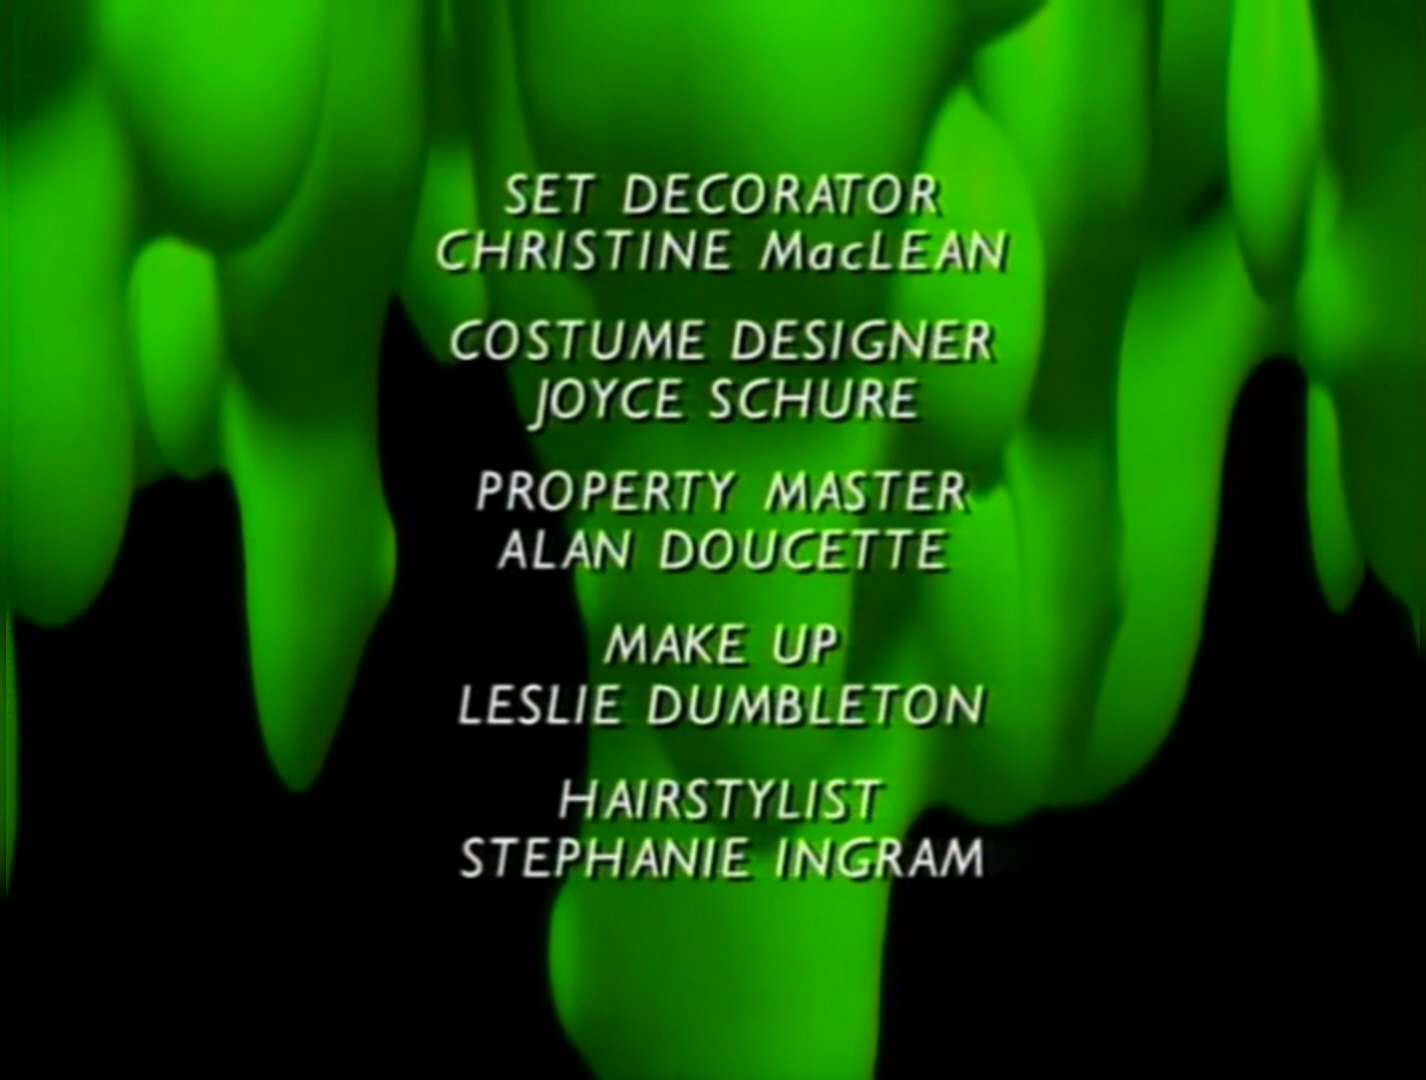 SET DECORATOR
CHRISTINE MacLEAN
COSTUME DESIGNER
JOYCE SCHURE
PROPERTY MASTER
ALAN DOUCETTE
MAKE UP
LESLIE DUMBLETON
HAIRSTYLIST
STEPHANIE INGRAM